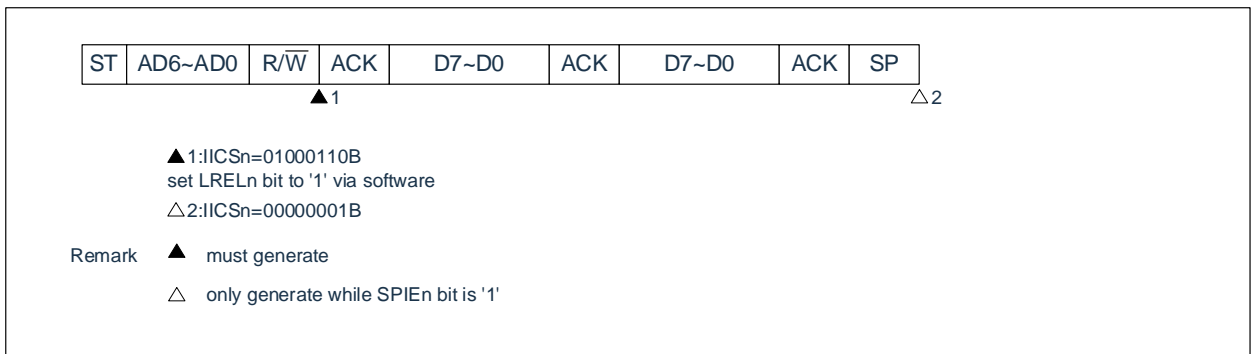 ST AD6~AD0 R/W̅ ACK D7~D0 ACK D7~D0 ACK SP
▲1 △2
▲1:IICSn=01000110B
set LRELn bit to '1' via software
△2:IICSn=00000001B
Remark ▲ must generate
△ only generate while SPIEn bit is '1'